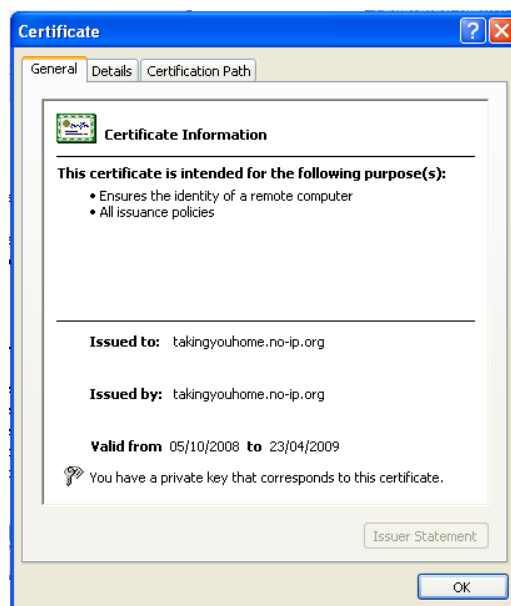 Certificate
General Details Certification Path
Certificate Information
This certificate is intended for the following purpose(s):
• Ensures the identity of a remote computer
• All issuance policies
Issued to: takingyouhome.no-ip.org
Issued by: takingyouhome.no-ip.org
Valid from 05/10/2008 to 23/04/2009
You have a private key that corresponds to this certificate.
Issuer Statement
OK